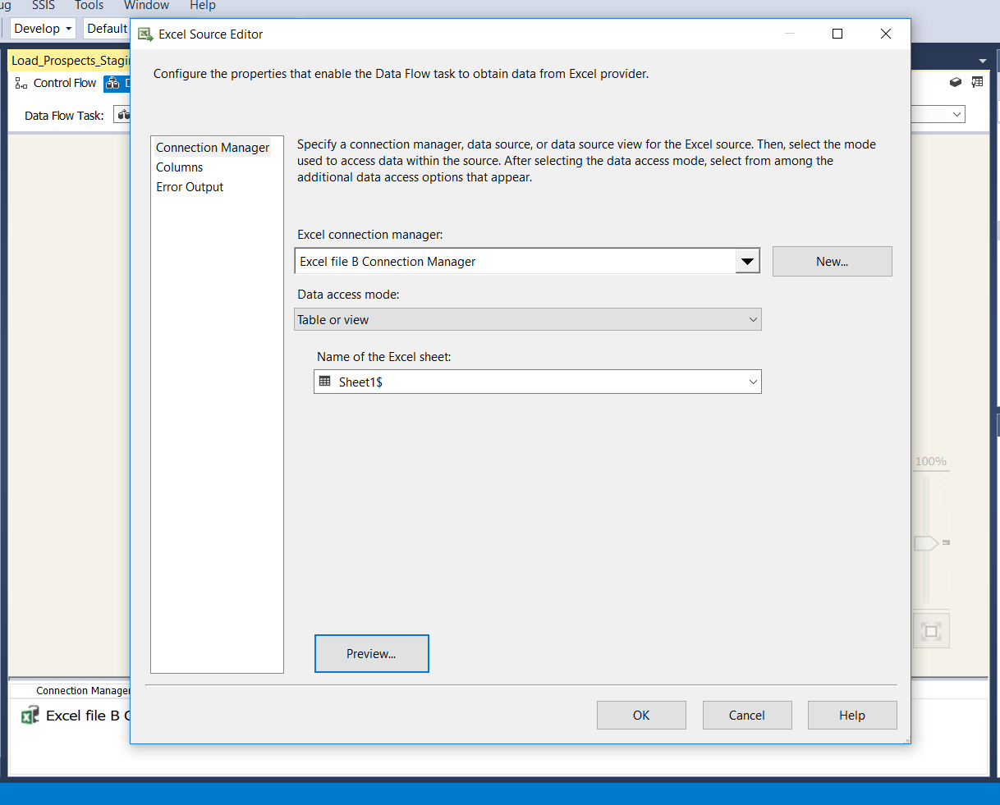 ug SSIS Tools Window Help
Develop Default
Excel Source Editor
Load_Prospects_Stagi
Control Flow D
Data Flow Task:
Configure the properties that enable the Data Flow task to obtain data from Excel provider.
Connection Manager
Columns
Error Output
Specify a connection manager, data source, or data source view for the Excel source. Then, select the mode
used to access data within the source. After selecting the data access mode, select from among the
additional data access options that appear.
Excel connection manager:
Excel file B Connection Manager
New...
Data access mode:
Table or view
Name of the Excel sheet:
Sheet1$
100%
Preview...
OK Cancel Help
Connection Manager
Excel file B C